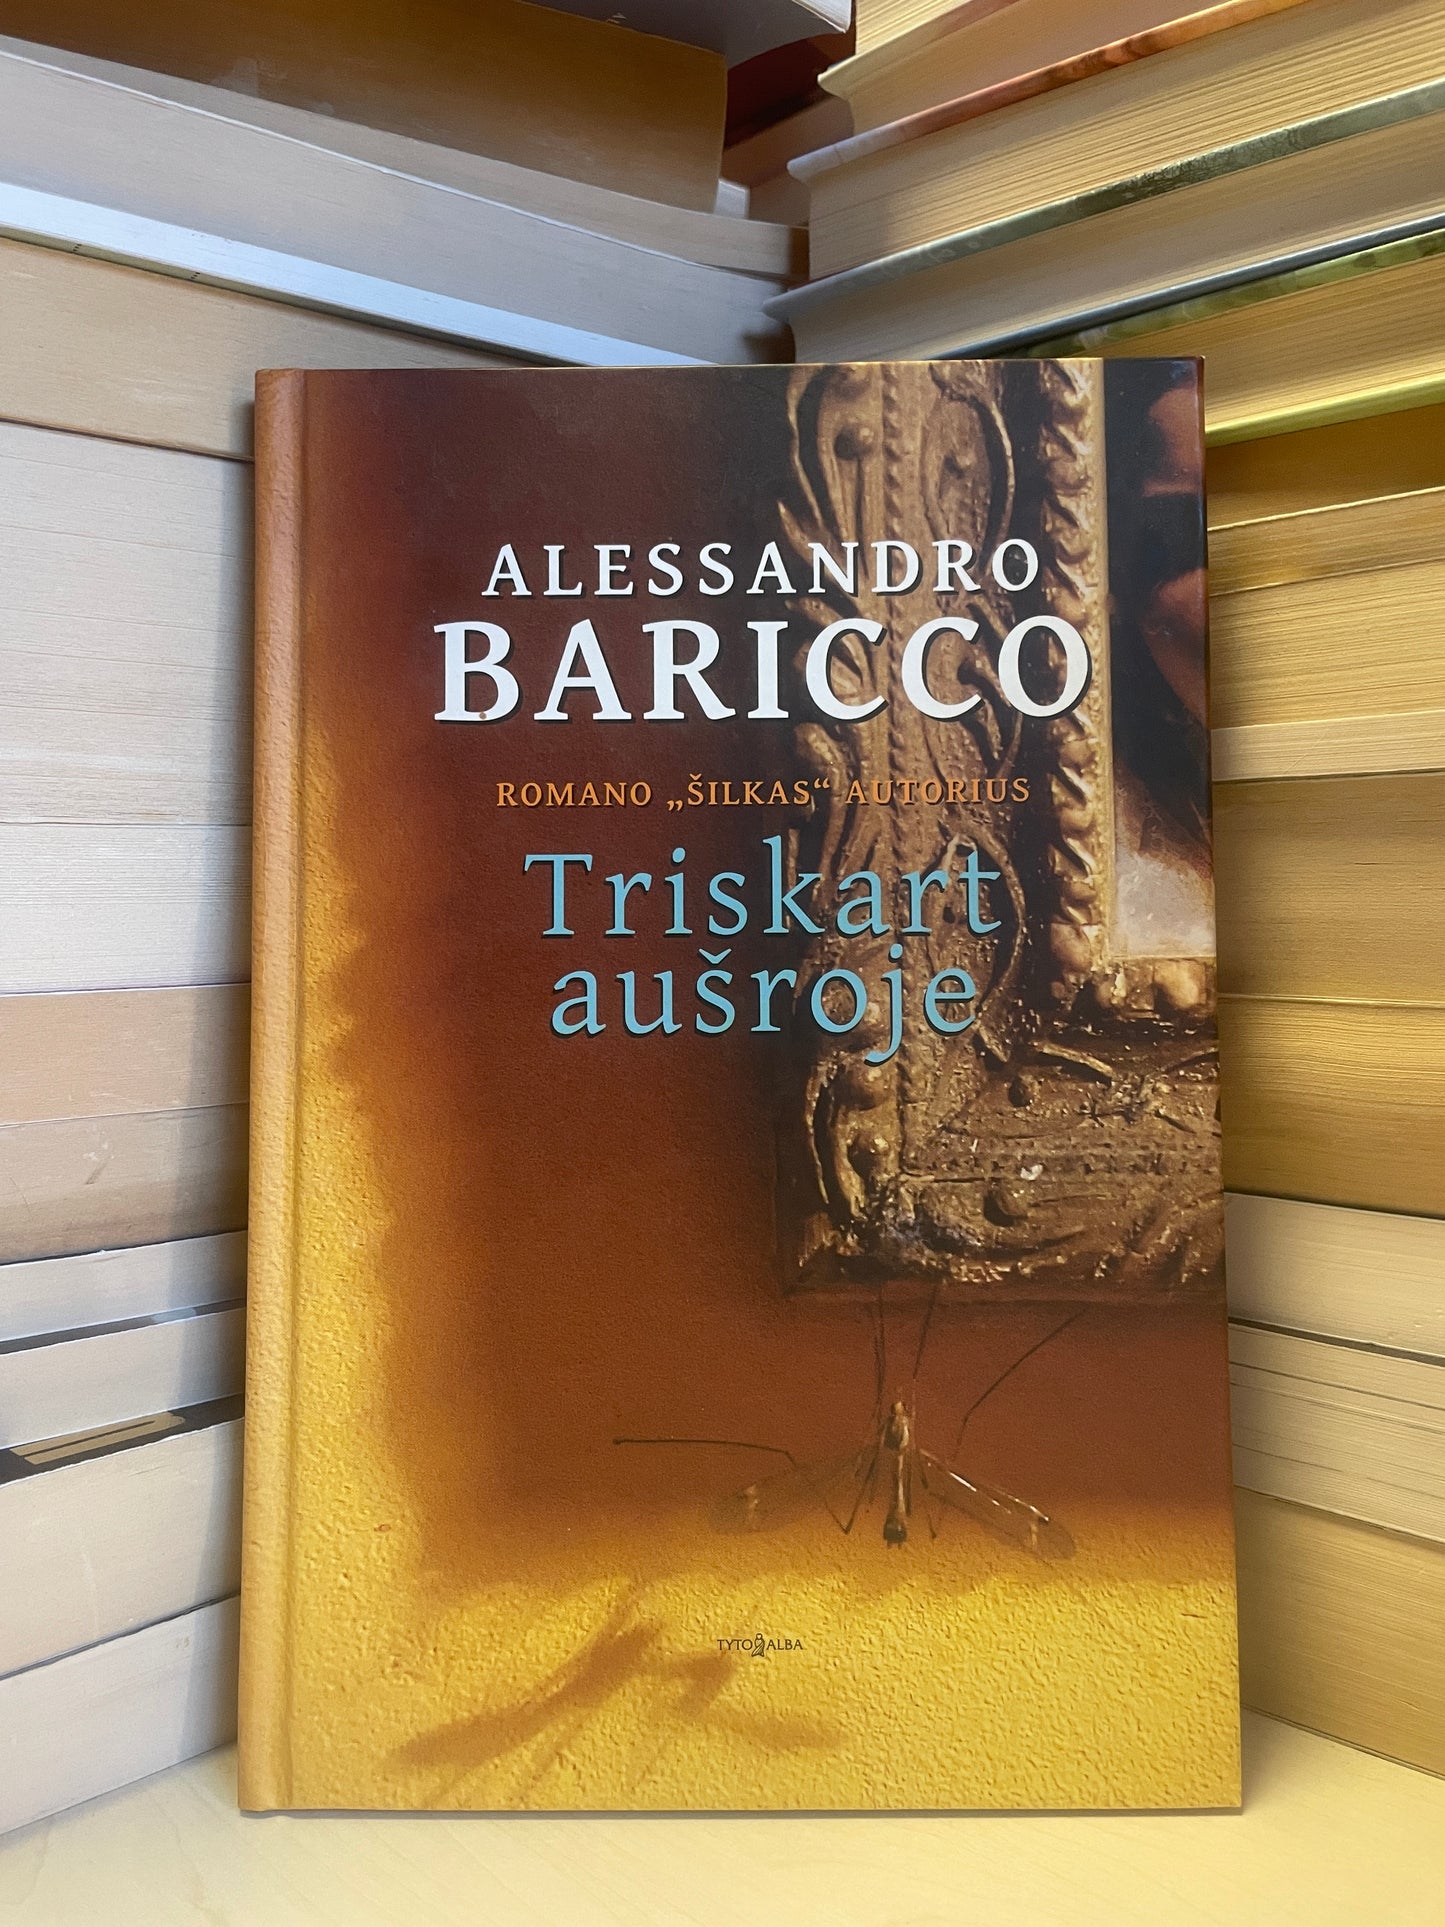 ALESSANDRO
BARICCO
ROMANO „ŠILKAS“ AUTORIUS
Triskart
aušroje
TYTO ALBA